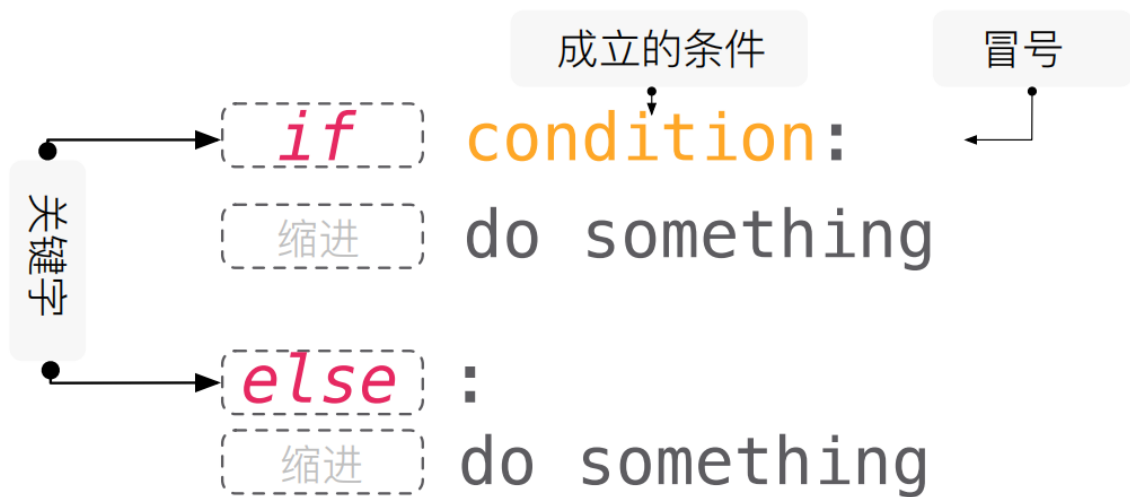 成立的条件
冒号
关键字
if condition:
缩进 do something
else :
缩进 do something